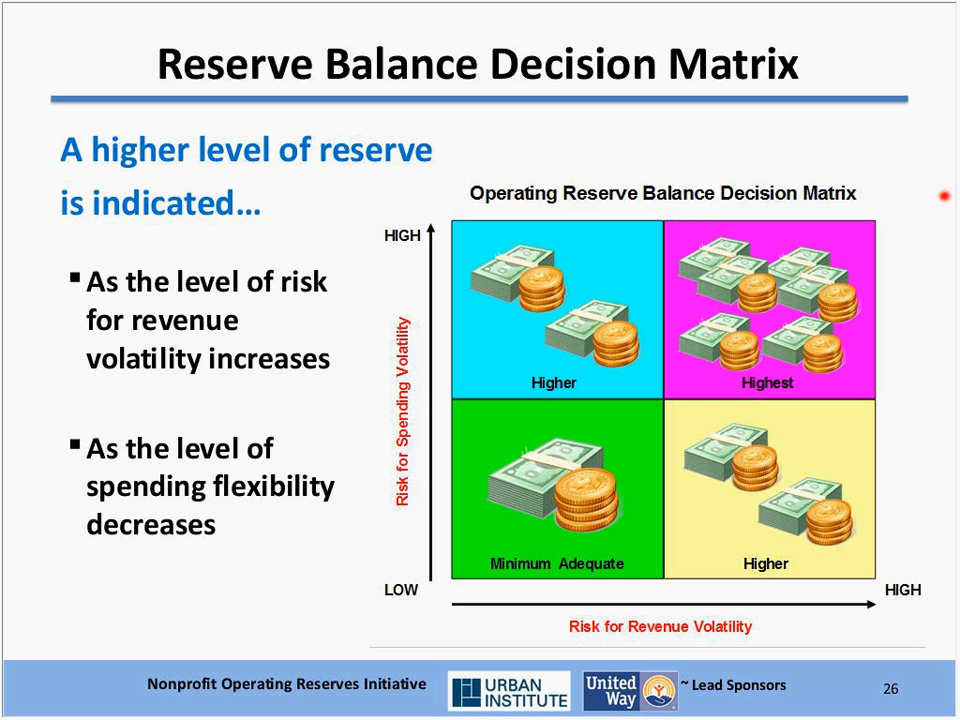 Reserve Balance Decision Matrix
A higher level of reserve
is indicated…
▪ As the level of risk
for revenue
volatility increases
▪ As the level of
spending flexibility
decreases
Operating Reserve Balance Decision Matrix
HIGH
Risk for Spending Volatility
Higher
Highest
Minimum Adequate
Higher
LOW
HIGH
Risk for Revenue Volatility
Nonprofit Operating Reserves Initiative
URBAN
INSTITUTE
United
Way
~ Lead Sponsors
26